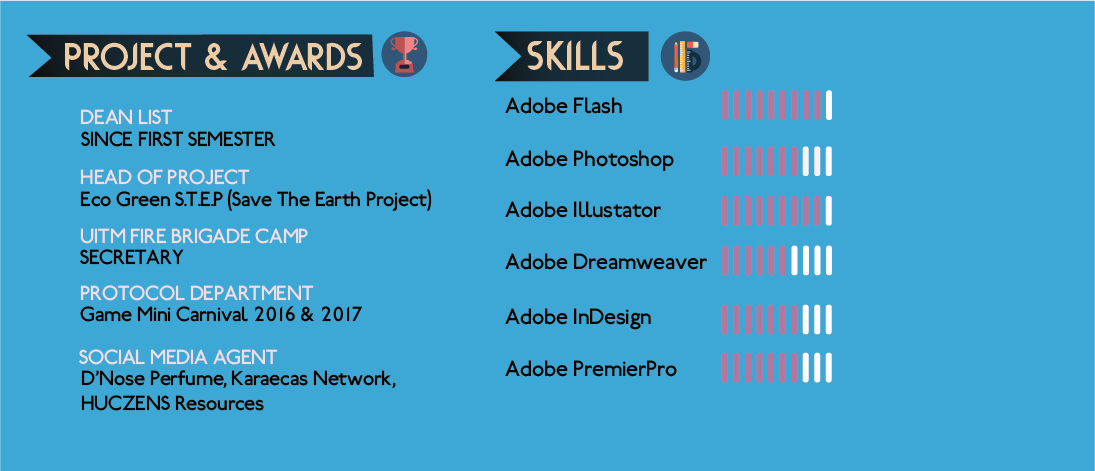 PROJECT & AWARDS
DEAN LIST
SINCE FIRST SEMESTER
HEAD OF PROJECT
Eco Green S.T.E.P (Save The Earth Project)
UITM FIRE BRIGADE CAMP
SECRETARY
PROTOCOL DEPARTMENT
Game Mini Carnival 2016 & 2017
SOCIAL MEDIA AGENT
D'Nose Perfume, Karaecas Network,
HUCZENS Resources
SKILLS
Adobe Flash
Adobe Photoshop
Adobe Illustator
Adobe Dreamweaver
Adobe InDesign
Adobe PremierPro